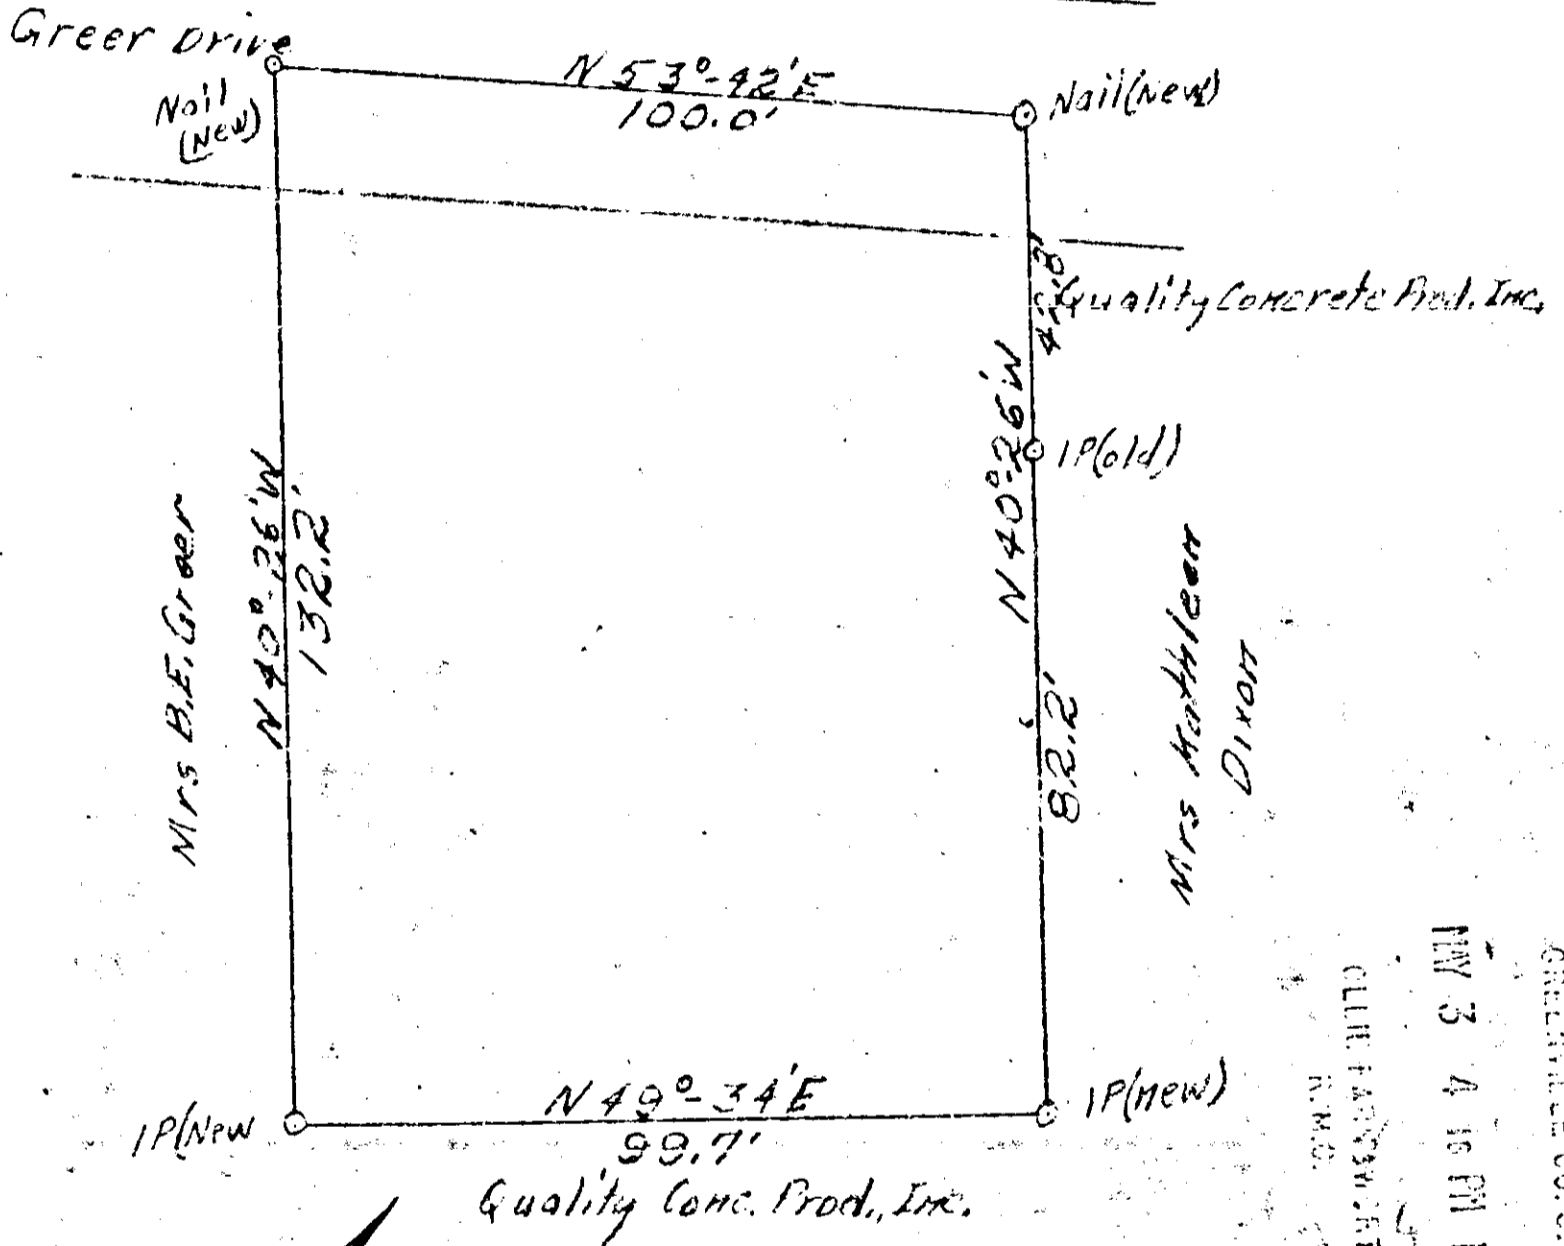 Greer Drive
Nail
(New)
N 53°-42' E
100.0'
Nail (New)
Quality Concrete Prod. Inc.
N 40°-26' W
IP (old)
N 40°-26' W
132.2'
Mrs B.E. Greer
82.2'
Mrs Kathleen
Dixon
IP (New
N 49°-34' E
99.7'
IP (new)
Quality Conc. Prod., Inc.
MAY 3 4 16 PM
R.M.C.